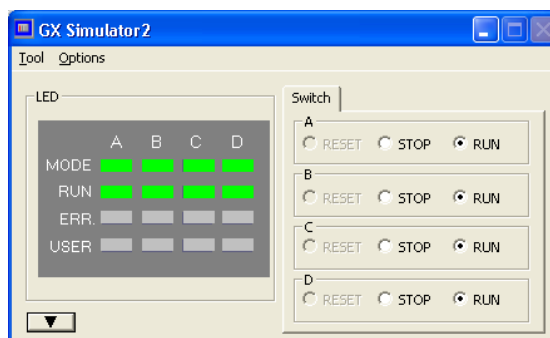 GX Simulator2
Tool Options
LED
A B C D
MODE
RUN
ERR.
USER
Switch
A
RESET STOP RUN
B
RESET STOP RUN
C
RESET STOP RUN
D
RESET STOP RUN